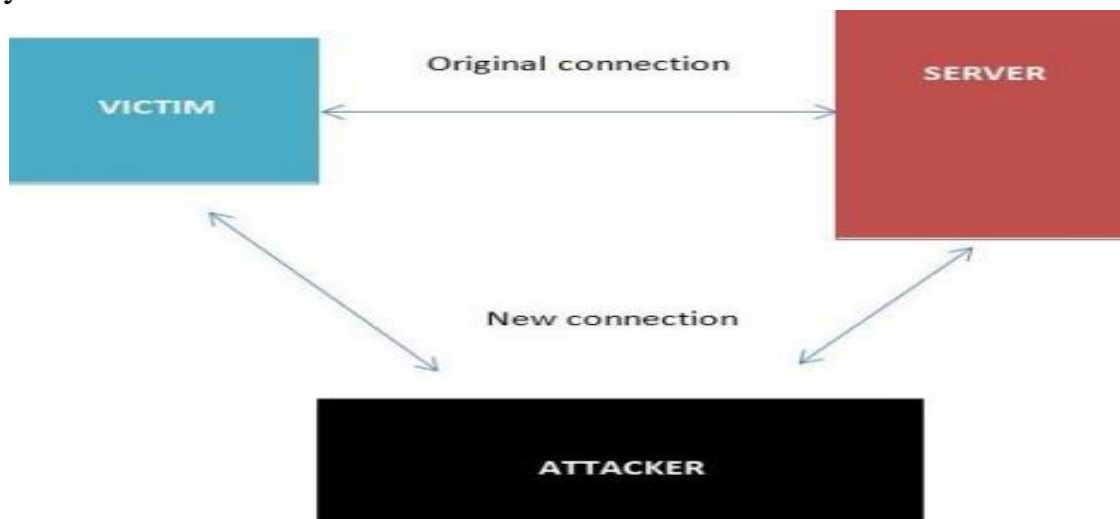 y
Original connection
SERVER
VICTIM
New connection
ATTACKER